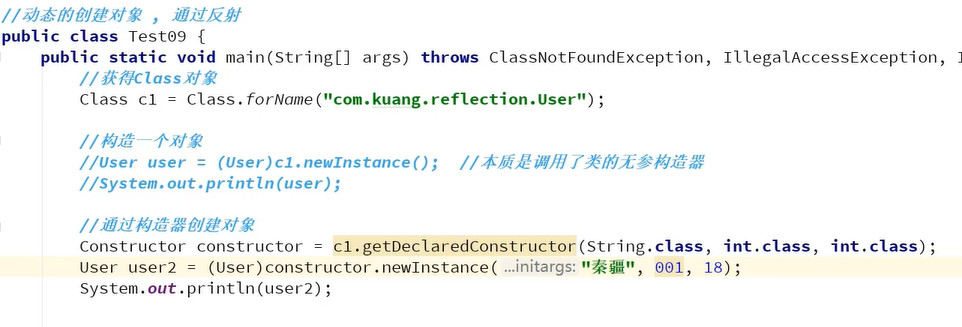 //动态的创建对象 , 通过反射
public class Test09 {
public static void main(String[] args) throws ClassNotFoundException, IllegalAccessException, I
//获得Class对象
Class c1 = Class.forName("com.kuang.reflection.User");
//构造一个对象
//User user = (User)c1.newInstance(); //本质是调用了类的无参构造器
//System.out.println(user);
//通过构造器创建对象
Constructor constructor = c1.getDeclaredConstructor(String.class, int.class, int.class);
User user2 = (User)constructor.newInstance( ...initargs: "秦疆", 001, 18);
System.out.println(user2);